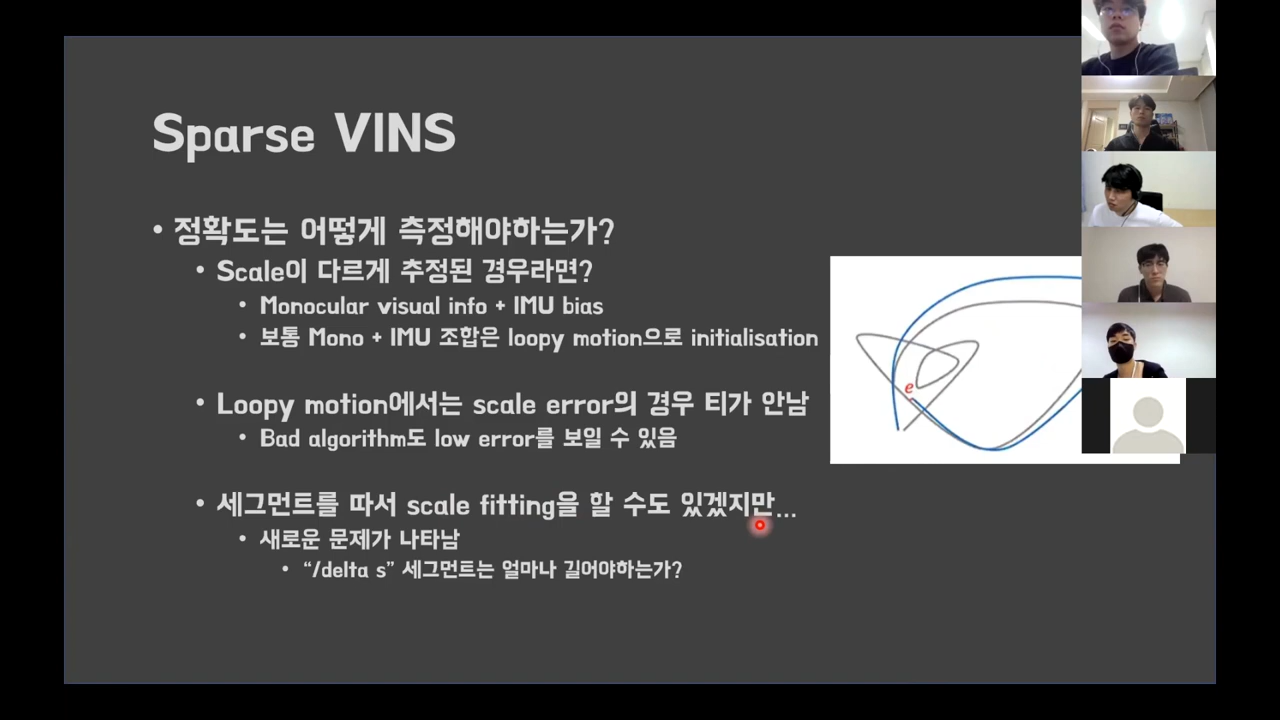 Sparse VINS
• 정확도는 어떻게 측정해야하는가?
• Scale이 다르게 추정된 경우라면?
• Monocular visual info + IMU bias
• 보통 Mono + IMU 조합은 loopy motion으로 initialisation
e
• Loopy motion에서는 scale error의 경우 티가 안남
• Bad algorithm도 low error를 보일 수 있음
• 세그먼트를 따서 scale fitting을 할 수도 있겠지만...
• 새로운 문제가 나타남
• “/delta s” 세그먼트는 얼마나 길어야하는가?